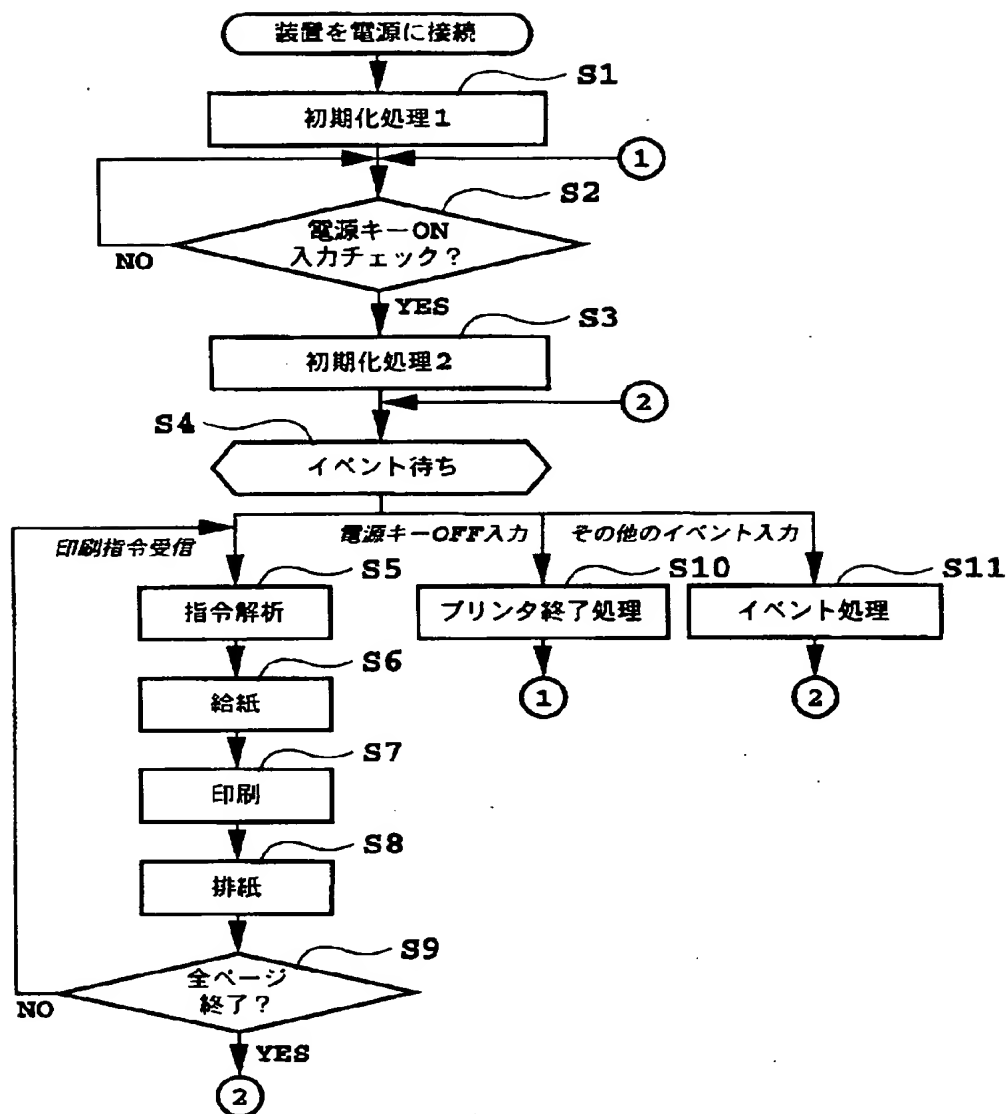 装置を電源に接続
S1
初期化処理1
①
S2
電源キーON
入力チェック?
NO
YES
S3
初期化処理2
②
S4
イベント待ち
印刷指令受信
電源キーOFF入力
その他のイベント入力
S5
S10
S11
指令解析
プリンタ終了処理
イベント処理
S6
給紙
①
②
S7
印刷
S8
排紙
S9
全ページ
終了?
NO
YES
②